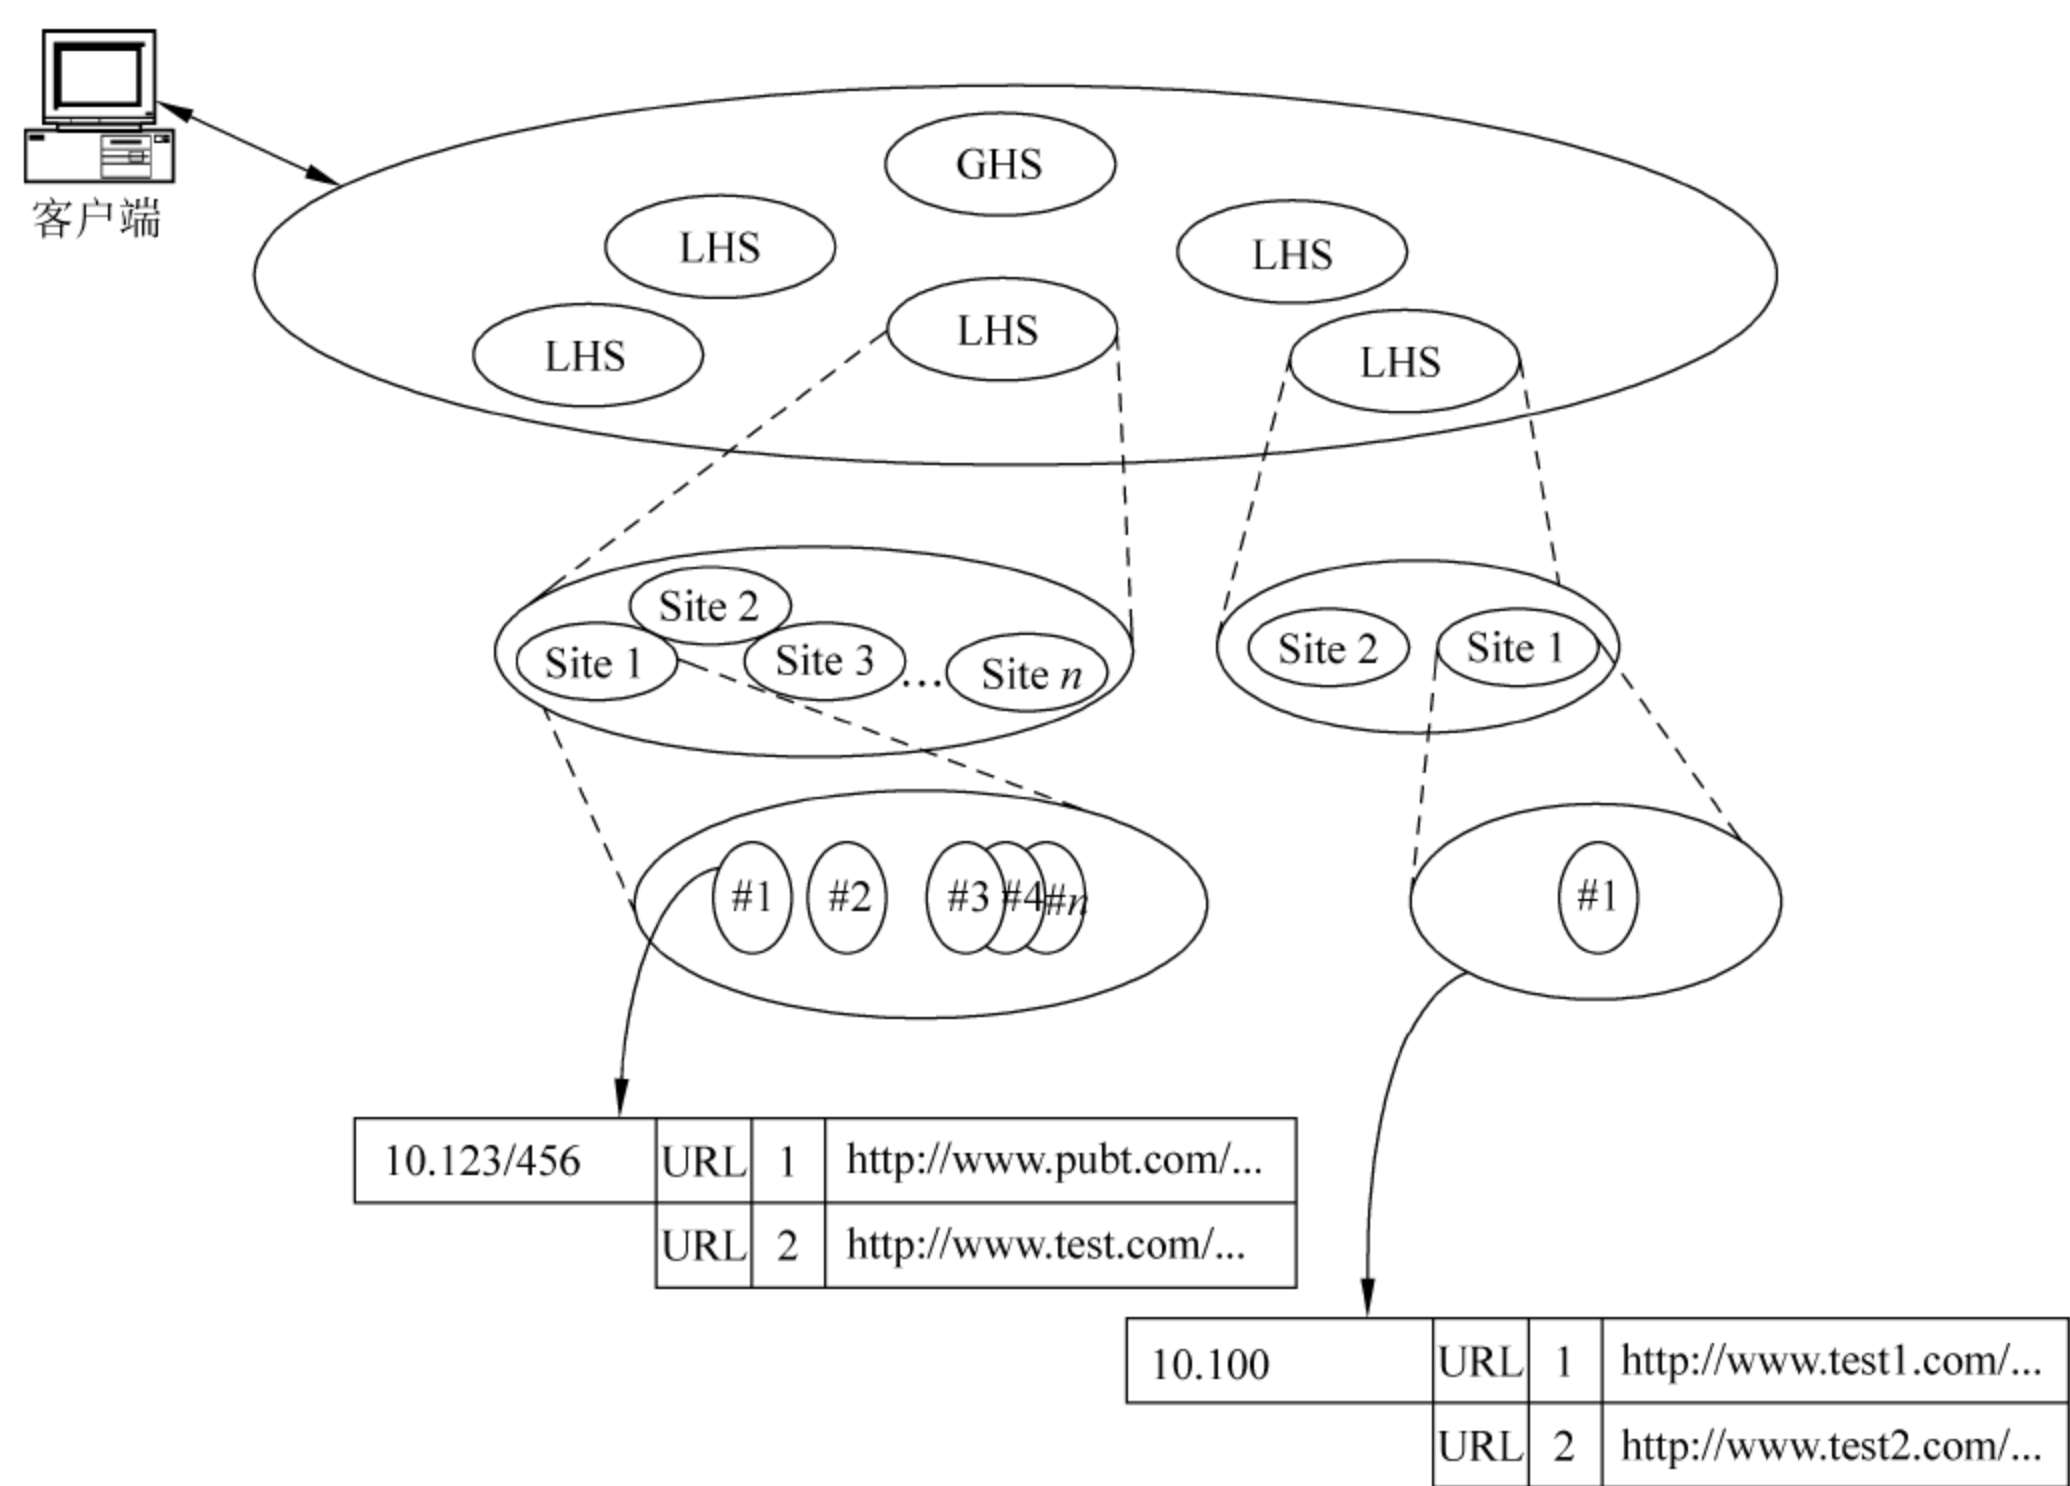 客户端
GHS
LHS
LHS
LHS
LHS
LHS
Site 2
Site 1
Site 3
...
Site n
Site 2
Site 1
#1 #2 #3 #4 #n
#1
10.123/456 URL 1 http://www.pubt.com/...
URL 2 http://www.test.com/...
10.100 URL 1 http://www.test1.com/...
URL 2 http://www.test2.com/...